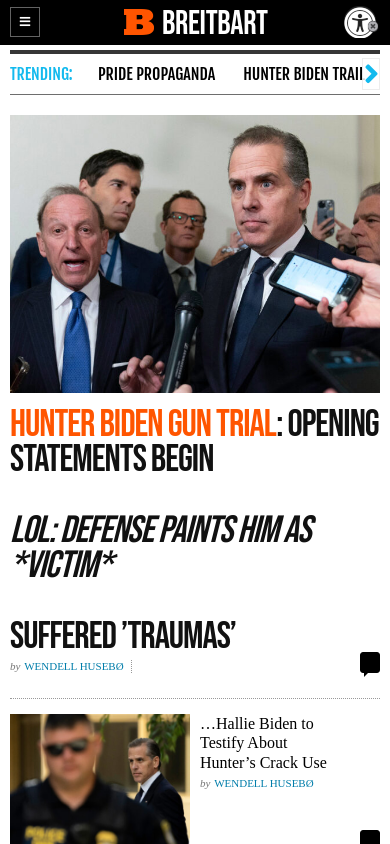 BREITBART
TRENDING: PRIDE PROPAGANDA HUNTER BIDEN
HUNTER BIDEN GUN TRIAL: OPENING
STATEMENTS BEGIN
LOL: DEFENSE PAINTS HIM AS
*VICTIM*
SUFFERED ’TRAUMAS’
by WENDELL HUSEBØ
…Hallie Biden to
Testify About
Hunter’s Crack Use
by WENDELL HUSEBØ